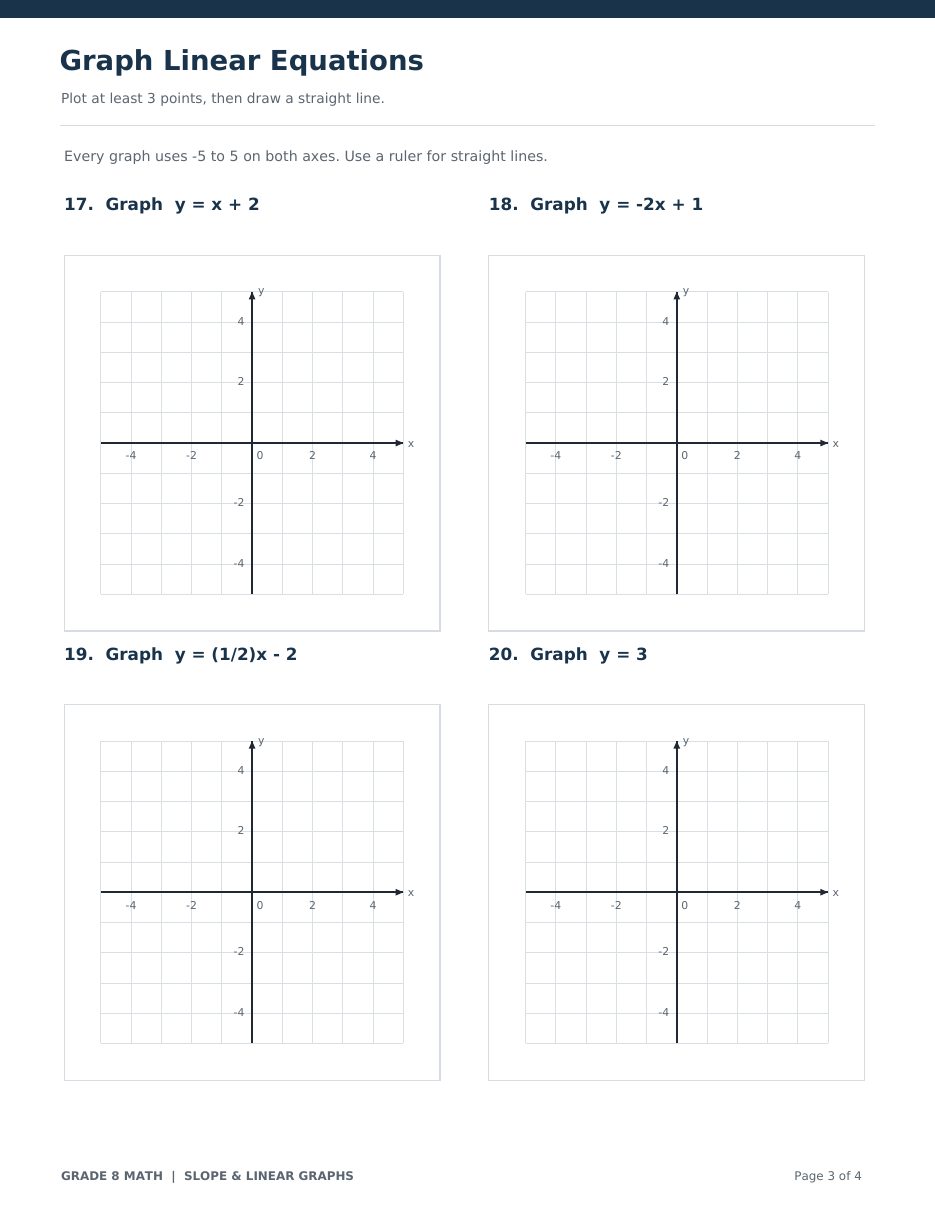 Graph Linear Equations
Plot at least 3 points, then draw a straight line.
Every graph uses -5 to 5 on both axes. Use a ruler for straight lines.
17. Graph y = x + 2
y
4
2
x
-4 -2 0 2 4
-2
-4
18. Graph y = -2x + 1
y
4
2
x
-4 -2 0 2 4
-2
-4
19. Graph y = (1/2)x - 2
y
4
2
x
-4 -2 0 2 4
-2
-4
20. Graph y = 3
y
4
2
x
-4 -2 0 2 4
-2
-4
GRADE 8 MATH | SLOPE & LINEAR GRAPHS
Page 3 of 4